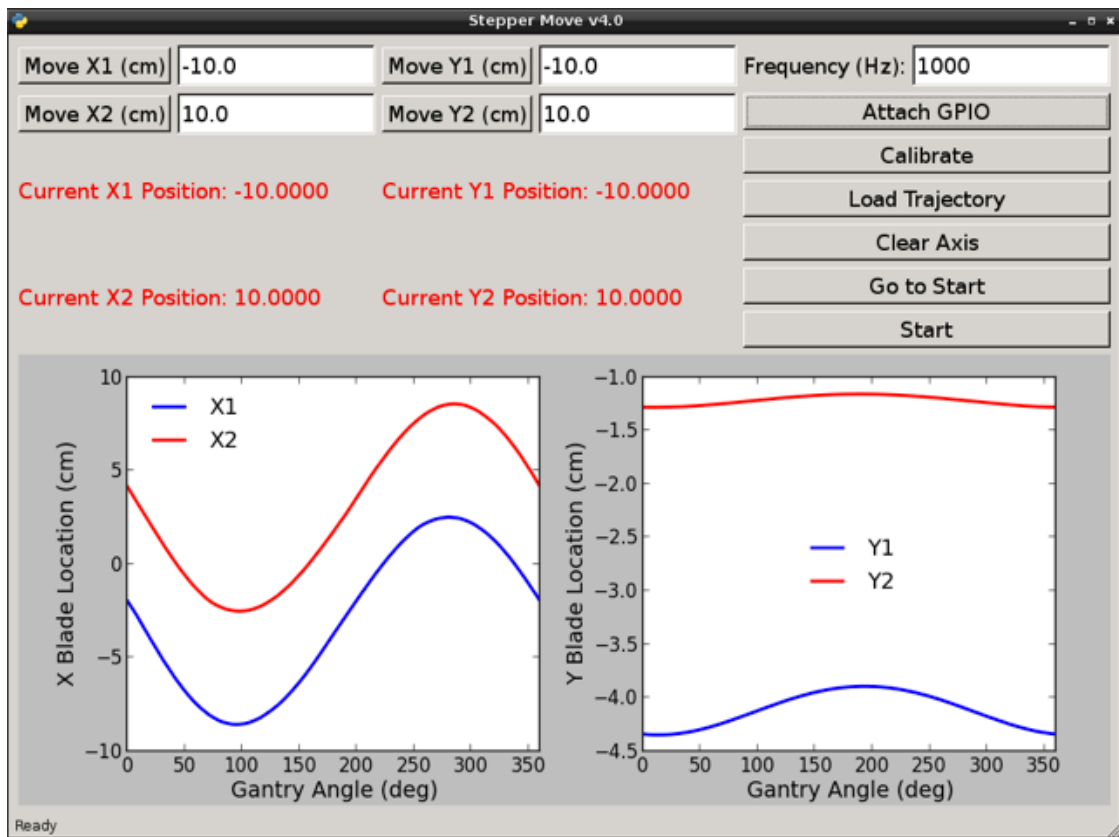 Stepper Move v4.0
Move X1 (cm) -10.0 Move Y1 (cm) -10.0 Frequency (Hz): 1000
Move X2 (cm) 10.0 Move Y2 (cm) 10.0 Attach GPIO
Calibrate
Current X1 Position: -10.0000 Current Y1 Position: -10.0000 Load Trajectory
Clear Axis
Current X2 Position: 10.0000 Current Y2 Position: 10.0000 Go to Start
Start
10
5
0
−5
−10
X Blade Location (cm)
X1
X2
0 50 100 150 200 250 300 350
Gantry Angle (deg)
−1.0
−1.5
−2.0
−2.5
−3.0
−3.5
−4.0
−4.5
Y Blade Location (cm)
Y1
Y2
0 50 100 150 200 250 300 350
Gantry Angle (deg)
Ready